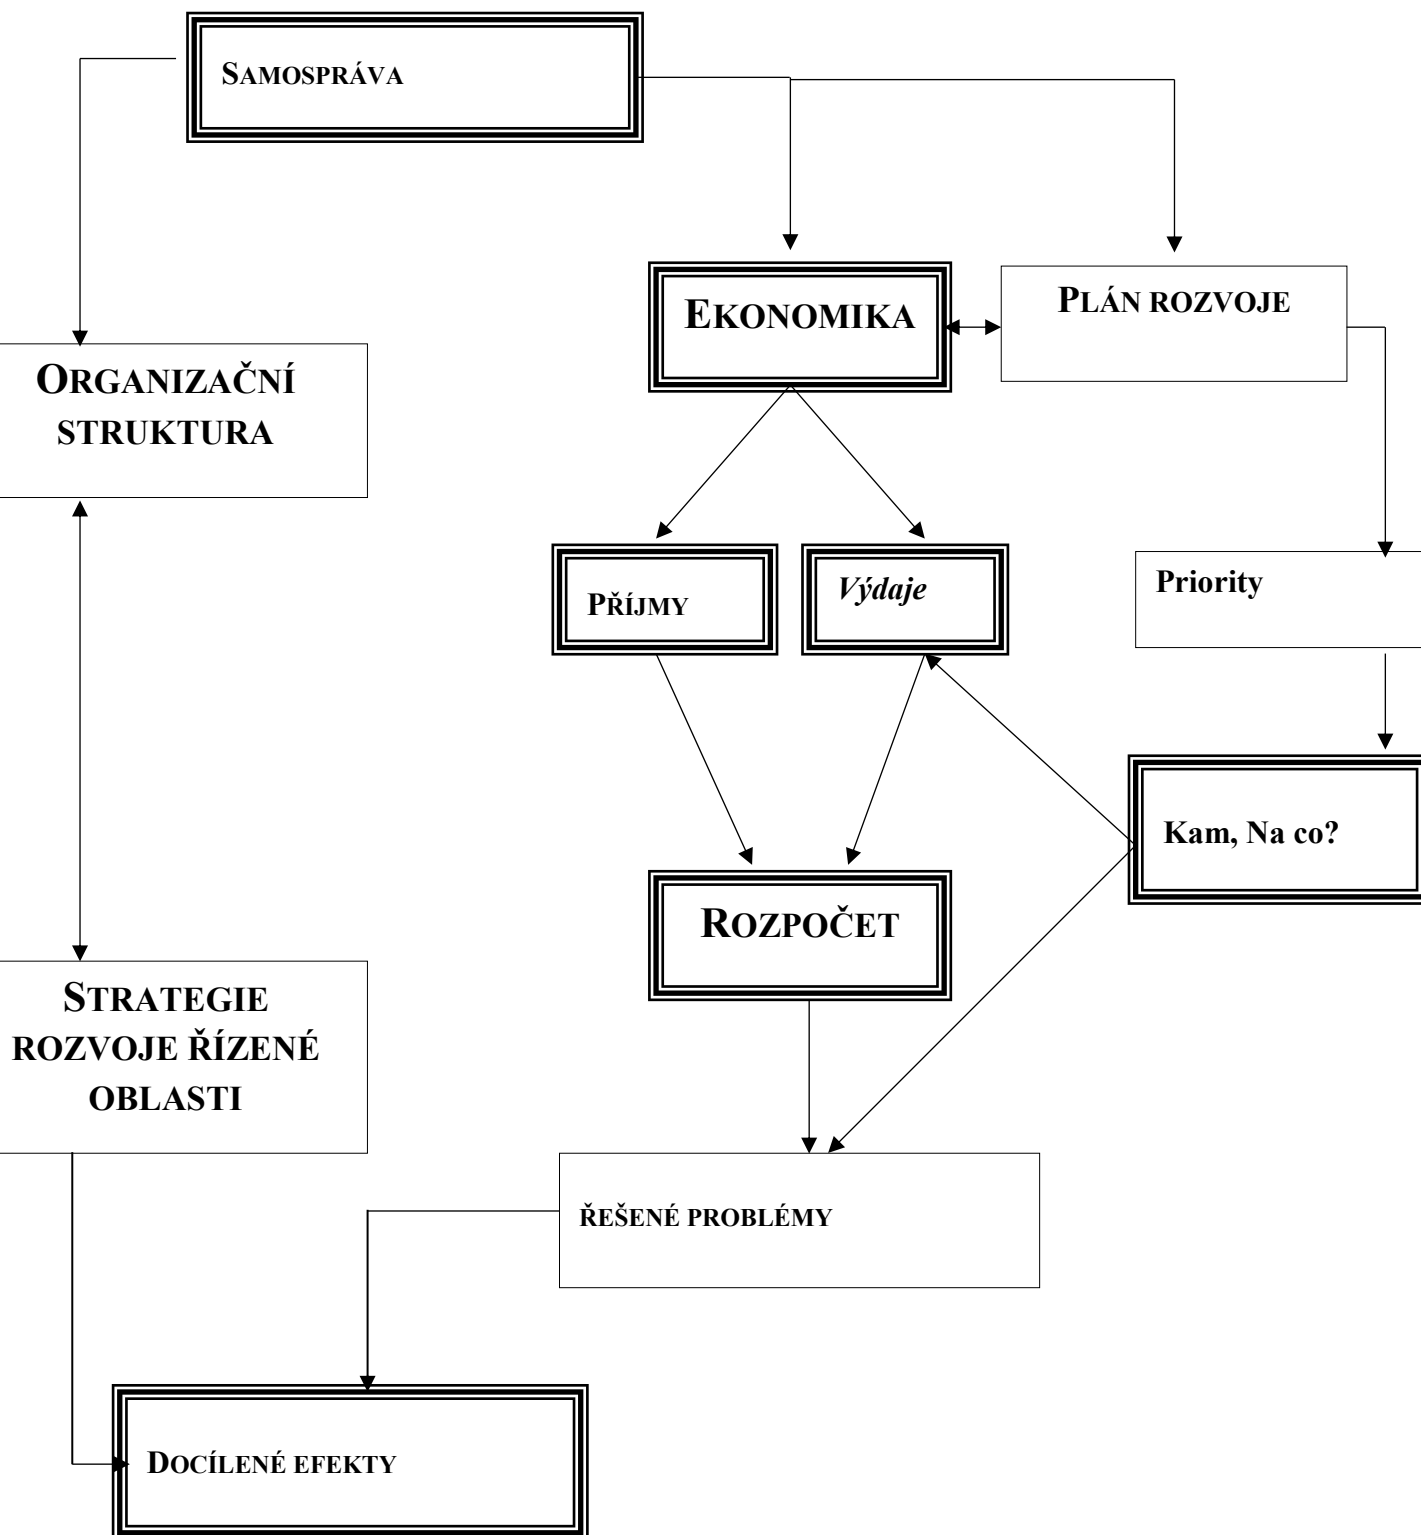 SAMOSPRÁVA
EKONOMIKA
PLÁN ROZVOJE
ORGANIZAČNÍ
STRUKTURA
PŘÍJMY
Výdaje
Priority
Kam, Na co?
ROZPOČET
STRATEGIE
ROZVOJE ŘÍZENÉ
OBLASTI
ŘEŠENÉ PROBLÉMY
DOCÍLENÉ EFEKTY